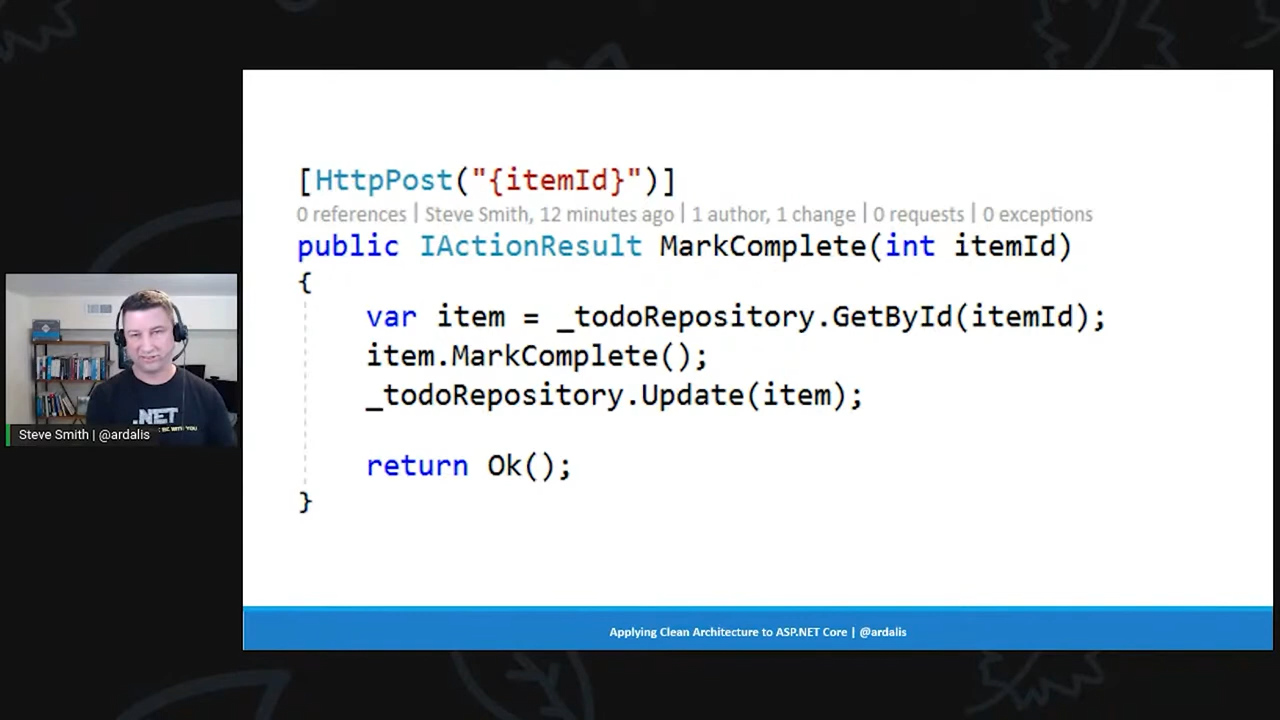 [HttpPost("{itemId}")]
0 references | Steve Smith, 12 minutes ago | 1 author, 1 change | 0 requests | 0 exceptions
public IActionResult MarkComplete(int itemId)
{
var item = _todoRepository.GetById(itemId);
item.MarkComplete();
_todoRepository.Update(item);
return Ok();
}
.NET
WITH YOU
Steve Smith | @ardalis
Applying Clean Architecture to ASP.NET Core | @ardalis